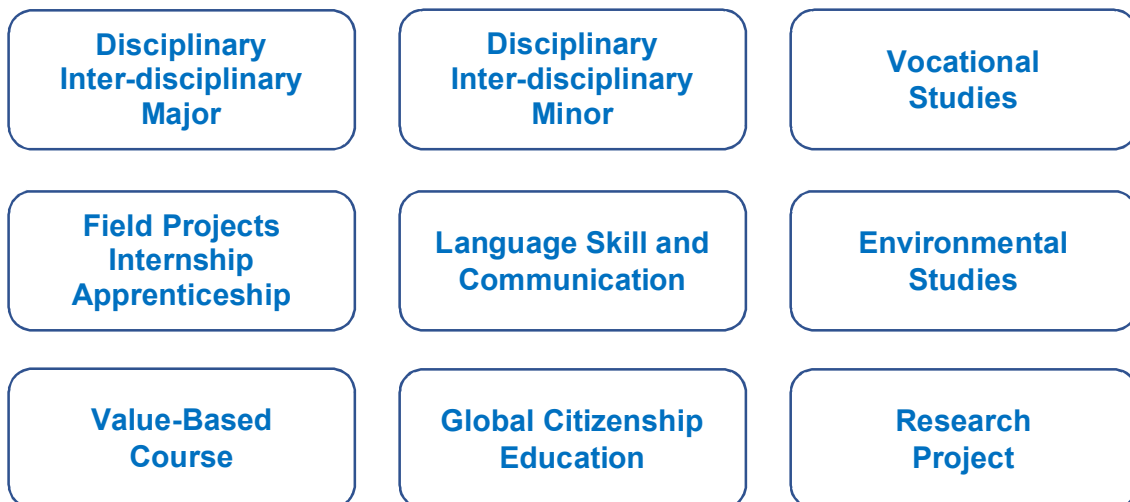 Disciplinary
Inter-disciplinary
Major
Disciplinary
Inter-disciplinary
Minor
Vocational
Studies
Field Projects
Internship
Apprenticeship
Language Skill and
Communication
Environmental
Studies
Value-Based
Course
Global Citizenship
Education
Research
Project